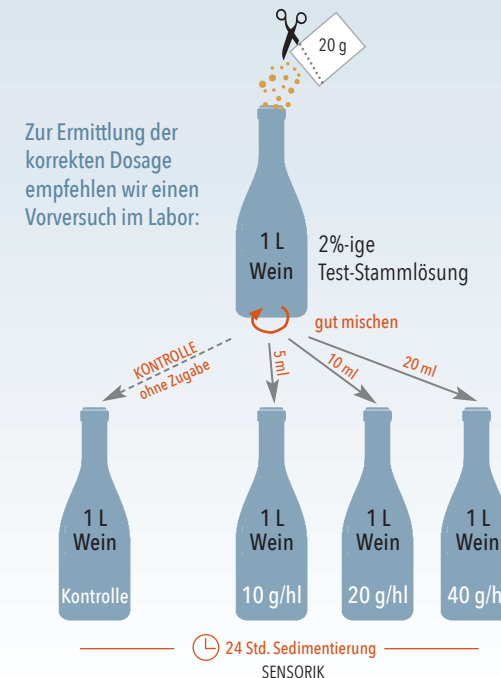 20 g
Zur Ermittlung der
korrekten Dosage
empfehlen wir einen
Vorversuch im Labor:
1 L
Wein
2%-ige
Test-Stammlösung
gut mischen
KONTROLLE
ohne Zugabe
5 ml
10 ml
20 ml
1 L
Wein
Kontrolle
1 L
Wein
10 g/hl
1 L
Wein
20 g/hl
1 L
Wein
40 g/h
24 Std. Sedimentierung
SENSORIK